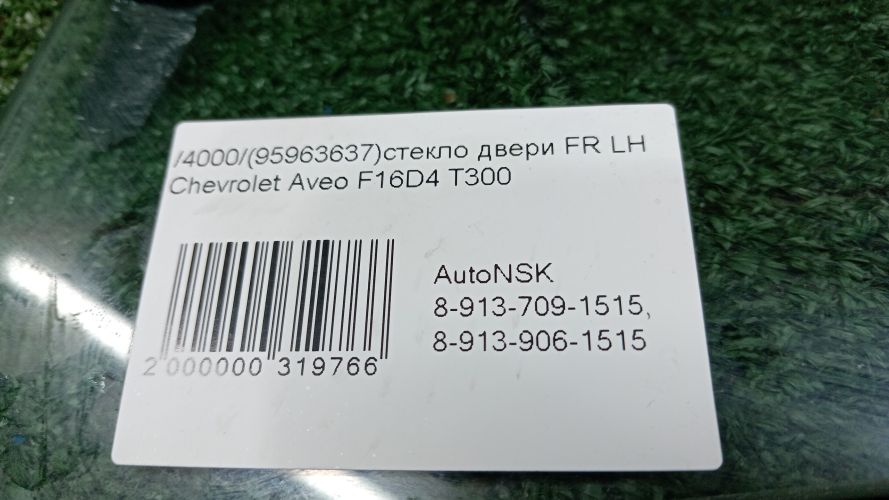 /4000/(95963637)стекло двери FR LH
Chevrolet Aveo F16D4 T300
AutoNSK
8-913-709-1515,
8-913-906-1515
2 000000 319766